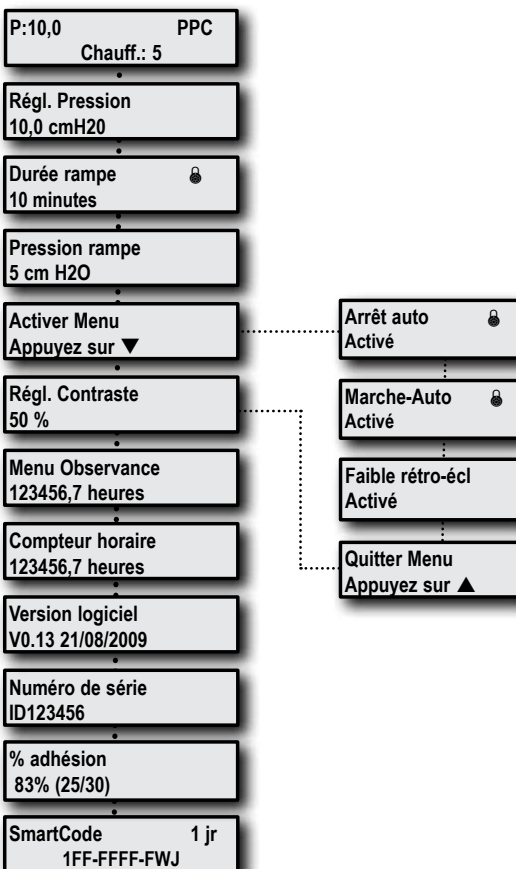 P:10,0 PPC
Chauff.: 5
Régl. Pression
10,0 cmH20
Durée rampe
10 minutes
Pression rampe
5 cm H2O
Activer Menu
Appuyez sur ▼
Régl. Contraste
50 %
Menu Observance
123456,7 heures
Compteur horaire
123456,7 heures
Version logiciel
V0.13 21/08/2009
Numéro de série
ID123456
% adhésion
83% (25/30)
SmartCode 1 jr
1FF-FFFF-FWJ
Arrêt auto
Activé
Marche-Auto
Activé
Faible rétro-écl
Activé
Quitter Menu
Appuyez sur ▲